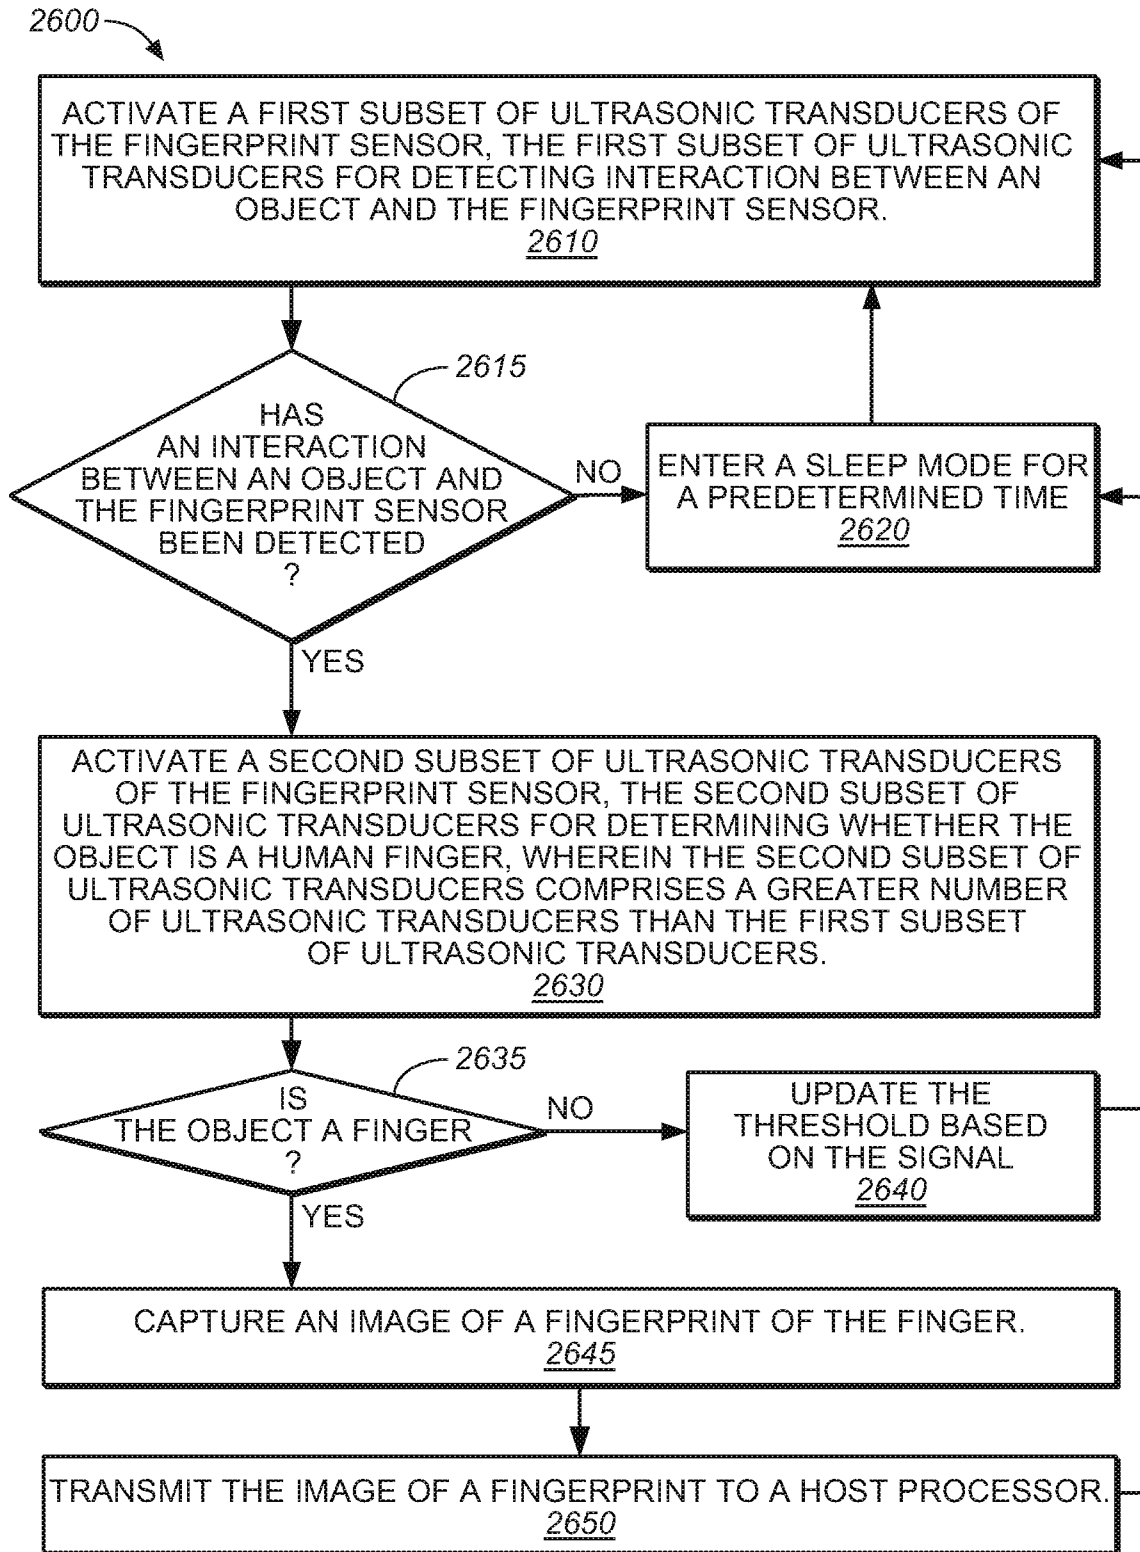 2600
ACTIVATE A FIRST SUBSET OF ULTRASONIC TRANSDUCERS OF
THE FINGERPRINT SENSOR, THE FIRST SUBSET OF ULTRASONIC
TRANSDUCERS FOR DETECTING INTERACTION BETWEEN AN
OBJECT AND THE FINGERPRINT SENSOR.
2610
2615
HAS
AN INTERACTION
BETWEEN AN OBJECT AND
THE FINGERPRINT SENSOR
BEEN DETECTED
?
NO
ENTER A SLEEP MODE FOR
A PREDETERMINED TIME
2620
YES
ACTIVATE A SECOND SUBSET OF ULTRASONIC TRANSDUCERS
OF THE FINGERPRINT SENSOR, THE SECOND SUBSET OF
ULTRASONIC TRANSDUCERS FOR DETERMINING WHETHER THE
OBJECT IS A HUMAN FINGER, WHEREIN THE SECOND SUBSET OF
ULTRASONIC TRANSDUCERS COMPRISES A GREATER NUMBER
OF ULTRASONIC TRANSDUCERS THAN THE FIRST SUBSET
OF ULTRASONIC TRANSDUCERS.
2630
2635
IS
THE OBJECT A FINGER
?
NO
UPDATE THE
THRESHOLD BASED
ON THE SIGNAL
2640
YES
CAPTURE AN IMAGE OF A FINGERPRINT OF THE FINGER.
2645
TRANSMIT THE IMAGE OF A FINGERPRINT TO A HOST PROCESSOR.
2650